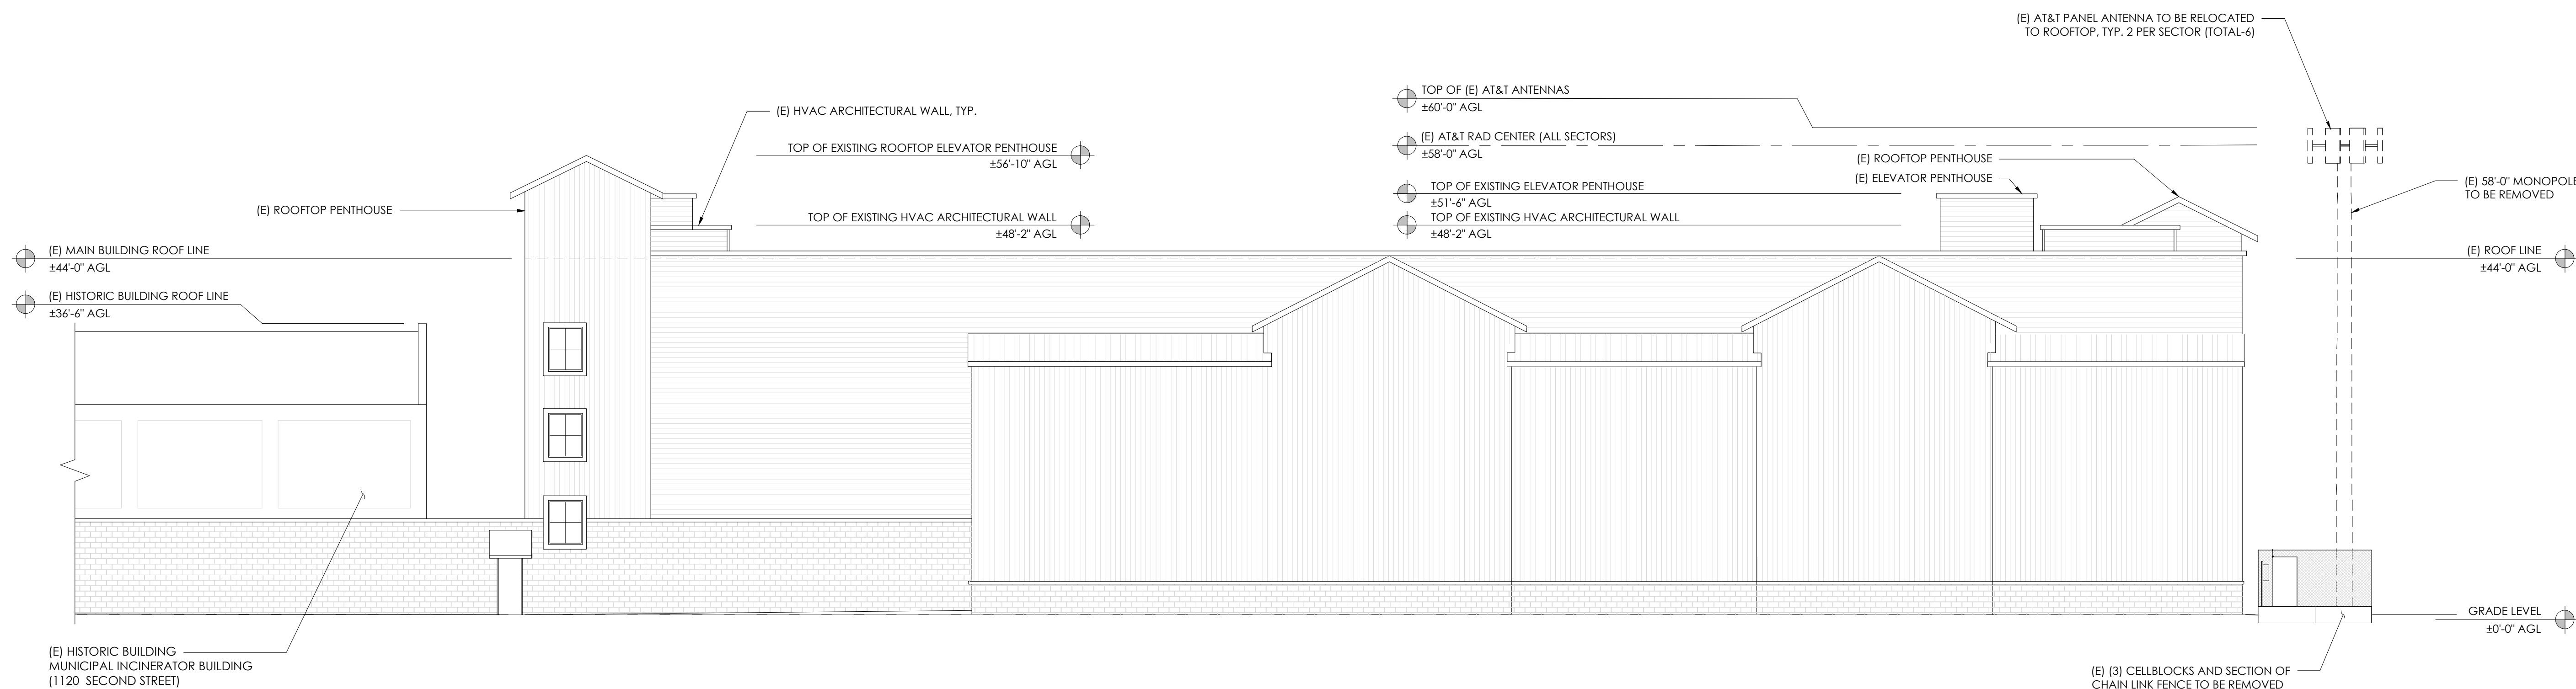 (E) AT&T PANEL ANTENNA TO BE RELOCATED
TO ROOFTOP, TYP. 2 PER SECTOR (TOTAL-6)
TOP OF (E) AT&T ANTENNAS
±60'-0" AGL
(E) HVAC ARCHITECTURAL WALL, TYP.
(E) AT&T RAD CENTER (ALL SECTORS)
±58'-0" AGL
TOP OF EXISTING ROOFTOP ELEVATOR PENTHOUSE
±56'-10" AGL
(E) ROOFTOP PENTHOUSE
(E) ELEVATOR PENTHOUSE
(E) 58'-0" MONOPOLE
TO BE REMOVED
TOP OF EXISTING ELEVATOR PENTHOUSE
±51'-6" AGL
(E) ROOFTOP PENTHOUSE
TOP OF EXISTING HVAC ARCHITECTURAL WALL
±48'-2" AGL
TOP OF EXISTING HVAC ARCHITECTURAL WALL
±48'-2" AGL
(E) MAIN BUILDING ROOF LINE
±44'-0" AGL
(E) ROOF LINE
±44'-0" AGL
(E) HISTORIC BUILDING ROOF LINE
±36'-6" AGL
GRADE LEVEL
±0'-0" AGL
(E) HISTORIC BUILDING
MUNICIPAL INCINERATOR BUILDING
(1120 SECOND STREET)
(E) (3) CELLBLOCKS AND SECTION OF
CHAIN LINK FENCE TO BE REMOVED